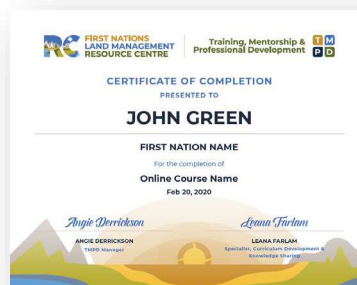 RC
FIRST NATIONS
LAND MANAGEMENT
RESOURCE CENTRE
Training, Mentorship &
Professional Development
T M
P D
CERTIFICATE OF COMPLETION
PRESENTED TO
JOHN GREEN
FIRST NATION NAME
For the completion of
Online Course Name
Feb 20, 2020
Angie Derrickson
Leana Farlam
ANGIE DERRICKSON
TMPD Manager
LEANA FARLAM
Specialist, Curriculum Development &
Knowledge Sharing